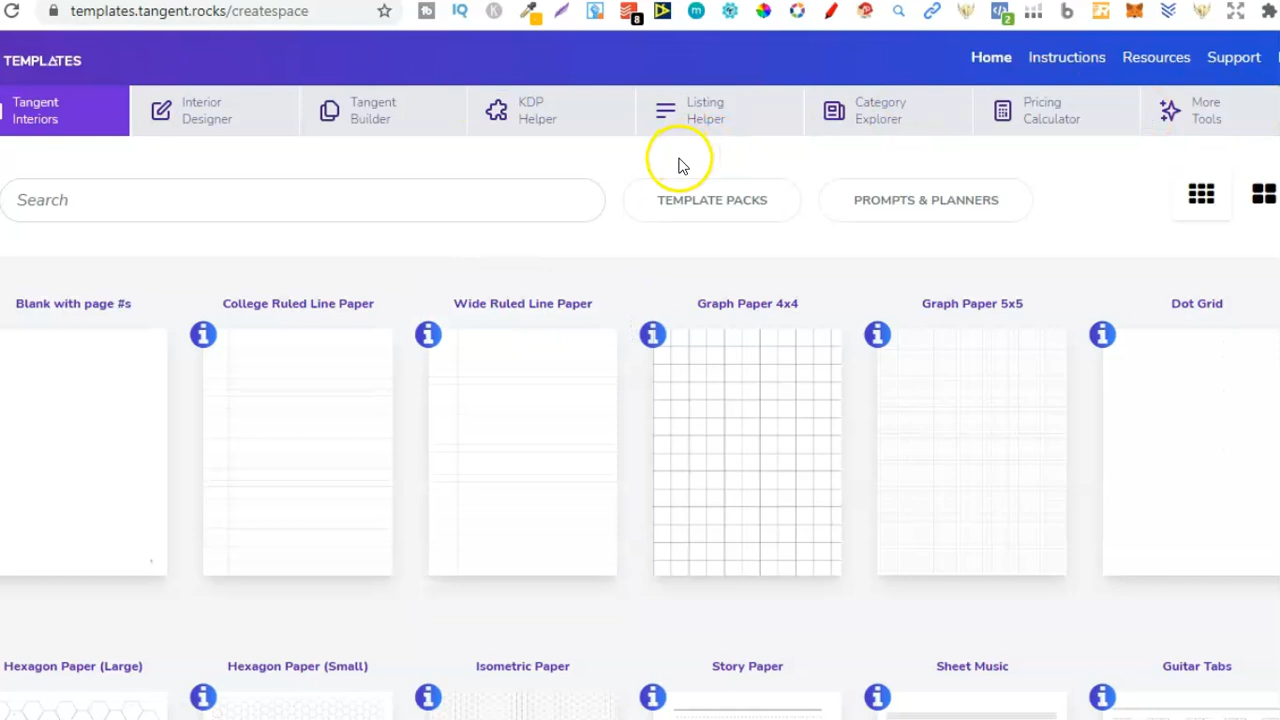 templates.tangent.rocks/createspace
8
2
TEMPLATES
Home Instructions Resources Support
Tangent Interiors
Interior Designer
Tangent Builder
KDP Helper
Listing Helper
Category Explorer
Pricing Calculator
More Tools
Search
TEMPLATE PACKS
PROMPTS & PLANNERS
Blank with page #s
College Ruled Line Paper
Wide Ruled Line Paper
Graph Paper 4x4
Graph Paper 5x5
Dot Grid
Hexagon Paper (Large)
Hexagon Paper (Small)
Isometric Paper
Story Paper
Sheet Music
Guitar Tabs